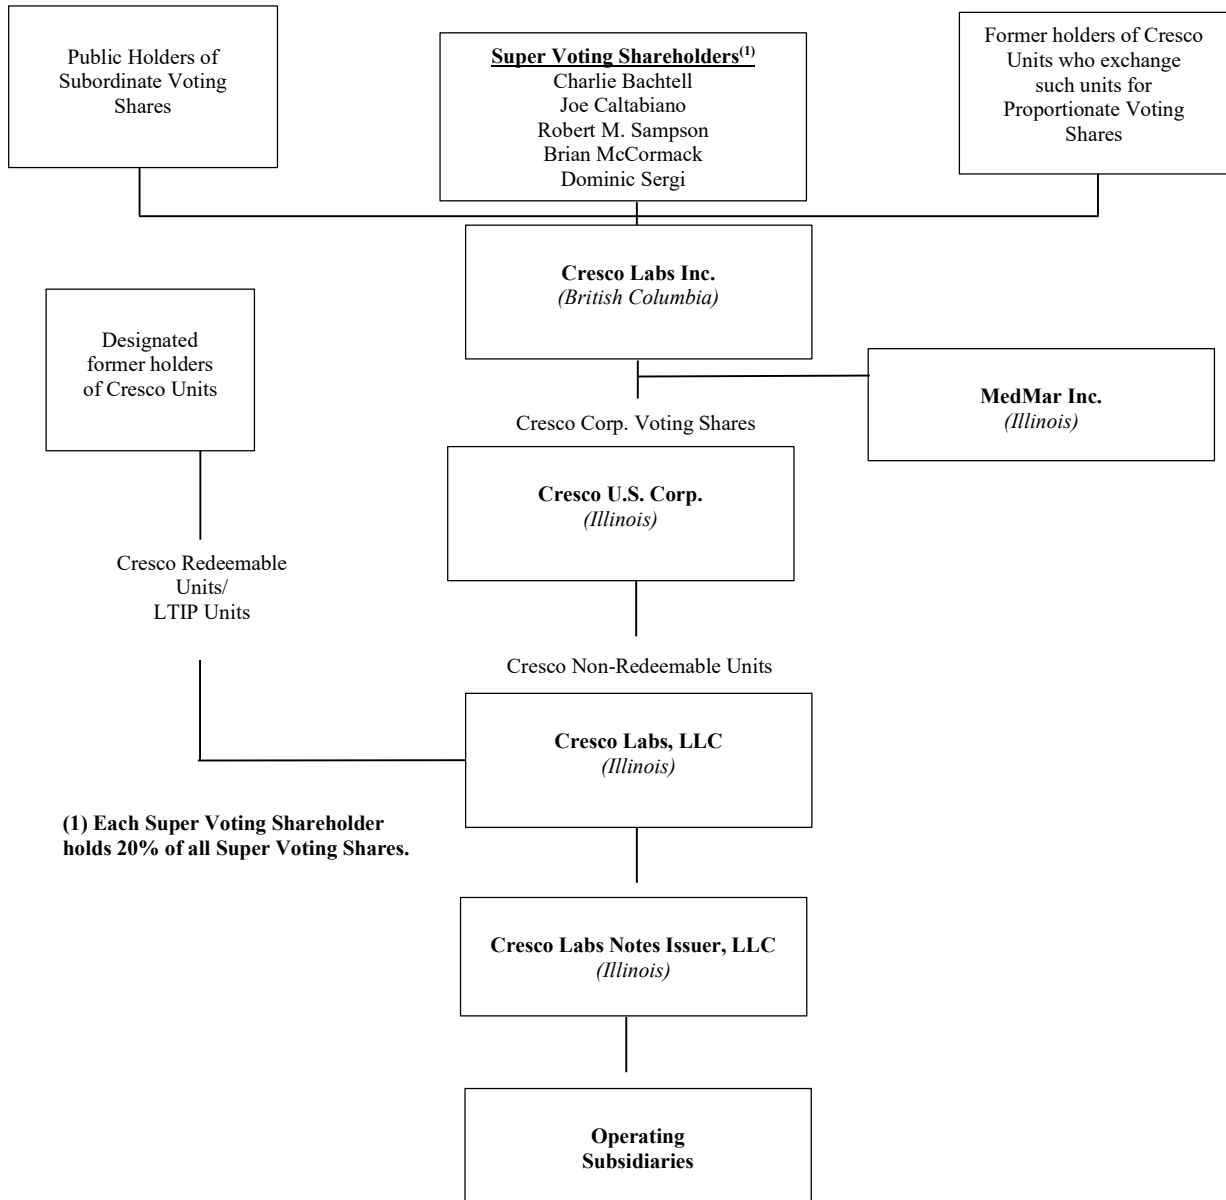 Public Holders of
Subordinate Voting
Shares
Super Voting Shareholders(1)
Charlie Bachtell
Joe Caltabiano
Robert M. Sampson
Brian McCormack
Dominic Sergi
Former holders of Cresco
Units who exchange
such units for
Proportionate Voting
Shares
Cresco Labs Inc.
(British Columbia)
Designated
former holders
of Cresco Units
MedMar Inc.
(Illinois)
Cresco Corp. Voting Shares
Cresco U.S. Corp.
(Illinois)
Cresco Redeemable
Units/
LTIP Units
Cresco Non-Redeemable Units
Cresco Labs, LLC
(Illinois)
(1) Each Super Voting Shareholder
holds 20% of all Super Voting Shares.
Cresco Labs Notes Issuer, LLC
(Illinois)
Operating
Subsidiaries